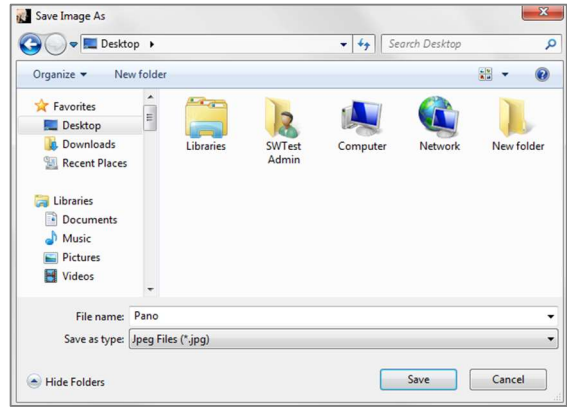 Save Image As
Desktop
Search Desktop
Organize New folder
Favorites
Desktop
Downloads
Recent Places
Libraries
Documents
Music
Pictures
Videos
Libraries
SWTest Admin
Computer
Network
New folder
File name: Pano
Save as type: Jpeg Files (*.jpg)
Hide Folders
Save
Cancel